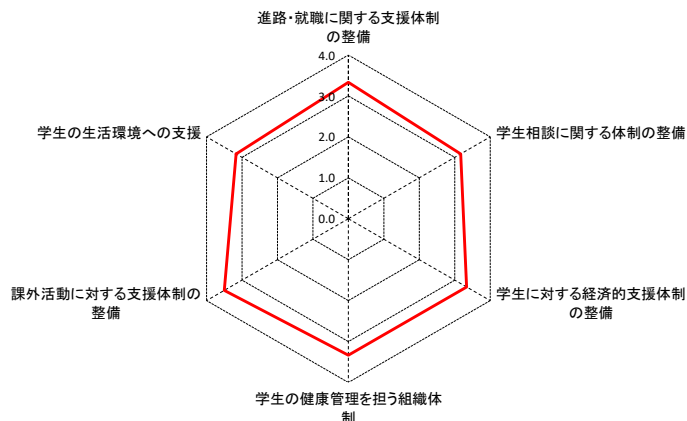 進路・就職に関する支援体制
の整備
4.0
3.0
2.0
1.0
0.0
学生相談に関する体制の整備
学生に対する経済的支援体制
の整備
学生の健康管理を担う組織体
制
課外活動に対する支援体制の
整備
学生の生活環境への支援